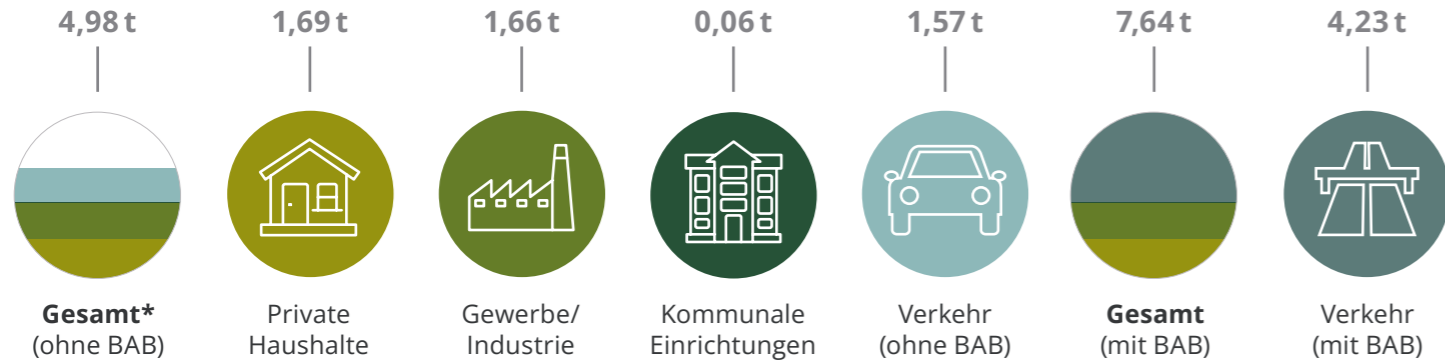 4,98 t
1,69 t
1,66 t
0,06 t
1,57 t
7,64 t
4,23 t
Gesamt*
(ohne BAB)
Private
Haushalte
Gewerbe/
Industrie
Kommunale
Einrichtungen
Verkehr
(ohne BAB)
Gesamt
(mit BAB)
Verkehr
(mit BAB)